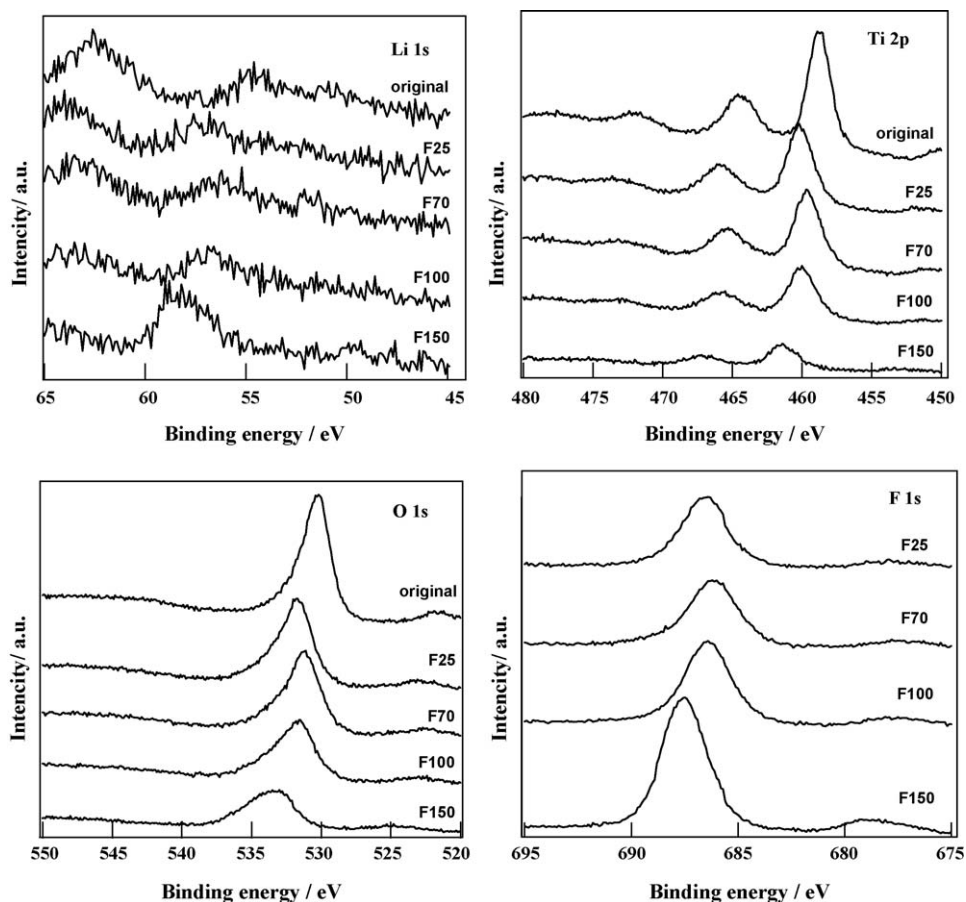 Li 1s
original
F25
F70
F100
F150
65 60 55 50 45
Binding energy / eV
Intencity/ a.u.
Ti 2p
original
F25
F70
F100
F150
480 475 470 465 460 455 450
Binding energy / eV
Intencity/ a.u.
O 1s
original
F25
F70
F100
F150
550 545 540 535 530 525 520
Binding energy / eV
Intencity/ a.u.
F 1s
F25
F70
F100
F150
695 690 685 680 675
Binding energy / eV
Intencity/ a.u.